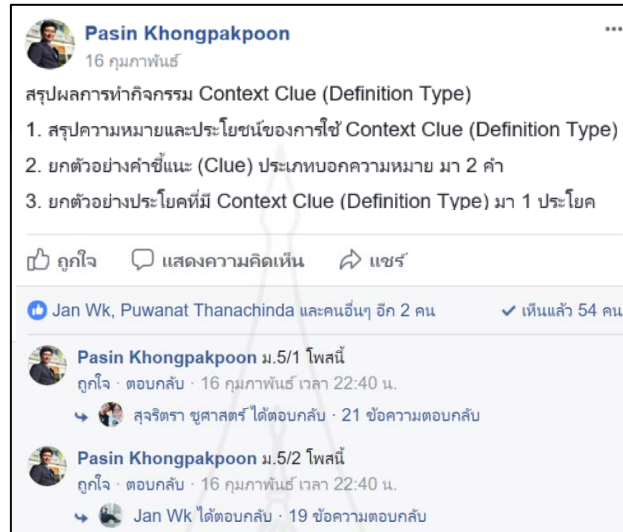 Pasin Khongpakpoon
16 กุมภาพันธ์
สรุปผลการทำกิจกรรม Context Clue (Definition Type)
1. สรุปความหมายและประโยชน์ของการใช้ Context Clue (Definition Type)
2. ยกตัวอย่างคำชี้แนะ (Clue) ประเภทบอกความหมาย มา 2 คำ
3. ยกตัวอย่างประโยคที่มี Context Clue (Definition Type) มา 1 ประโยค
ถูกใจ แสดงความคิดเห็น แชร์
Jan Wk, Puwanat Thanachinda และคนอื่นๆ อีก 2 คน ✓ เห็นแล้ว 54 คน
Pasin Khongpakpoon ม.5/1 โพสนี้
ถูกใจ · ตอบกลับ · 16 กุมภาพันธ์ เวลา 22:40 น.
สุจริตรา ชูศาสตร์ ได้ตอบกลับ · 21 ข้อความตอบกลับ
Pasin Khongpakpoon ม.5/2 โพสนี้
ถูกใจ · ตอบกลับ · 16 กุมภาพันธ์ เวลา 22:40 น.
Jan Wk ได้ตอบกลับ · 19 ข้อความตอบกลับ